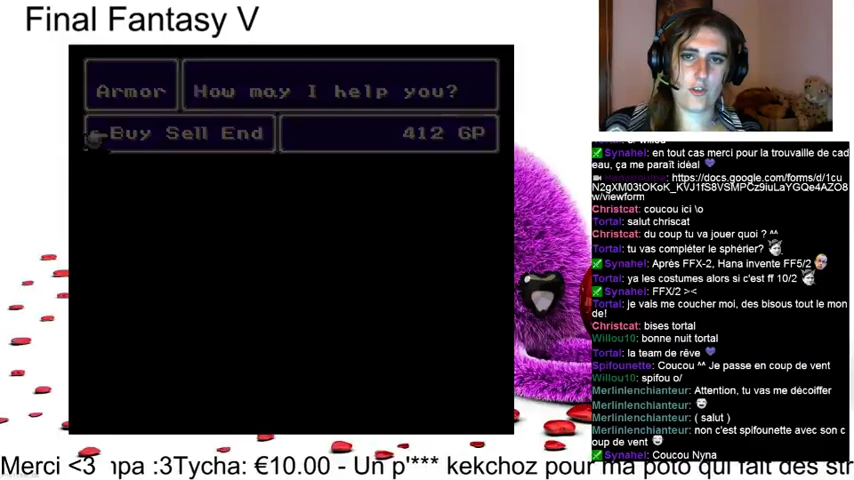 Final Fantasy V
Armor How may I help you?
Buy Sell End 412 GP
Synahei: en tout cas merci pour la trouvaille de cad
eau, ça me paraît idéal
https://docs.google.com/forms/d/1cu
N2gXM03tOKoK_KVJ1fS8VSMPCz9iuLaYGQe4AZO8
w/viewform
Christcat: coucou ici \o
Tortal: salut chriscat
Christcat: du coup tu va jouer quoi ? ^^
Tortal: tu vas compléter le sphérier?
Synahei: Après FFX-2, Hana invente FF5/2
Tortal: ya les costumes alors si c'est ff 10/2
Synahei: FFX/2 ><
Tortal: je vais me coucher moi, des bisous tout le mon
de!
Christcat: bises tortal
Willou10: bonne nuit tortal
Tortal: la team de rêve
Spifounette: Coucou ^^ Je passe en coup de vent
Willou10: spifou o/
Merlinlenchianteur: Attention, tu vas me décoiffer
Merlinlenchianteur:
Merlinlenchianteur: ( salut )
Merlinlenchianteur: non c'est spifounette avec son c
oup de vent
Synahei: Coucou Nyna
Merci <3 :3Tycha: €10.00 - Un p'*** kekchoz pour ma poto qui fait des str